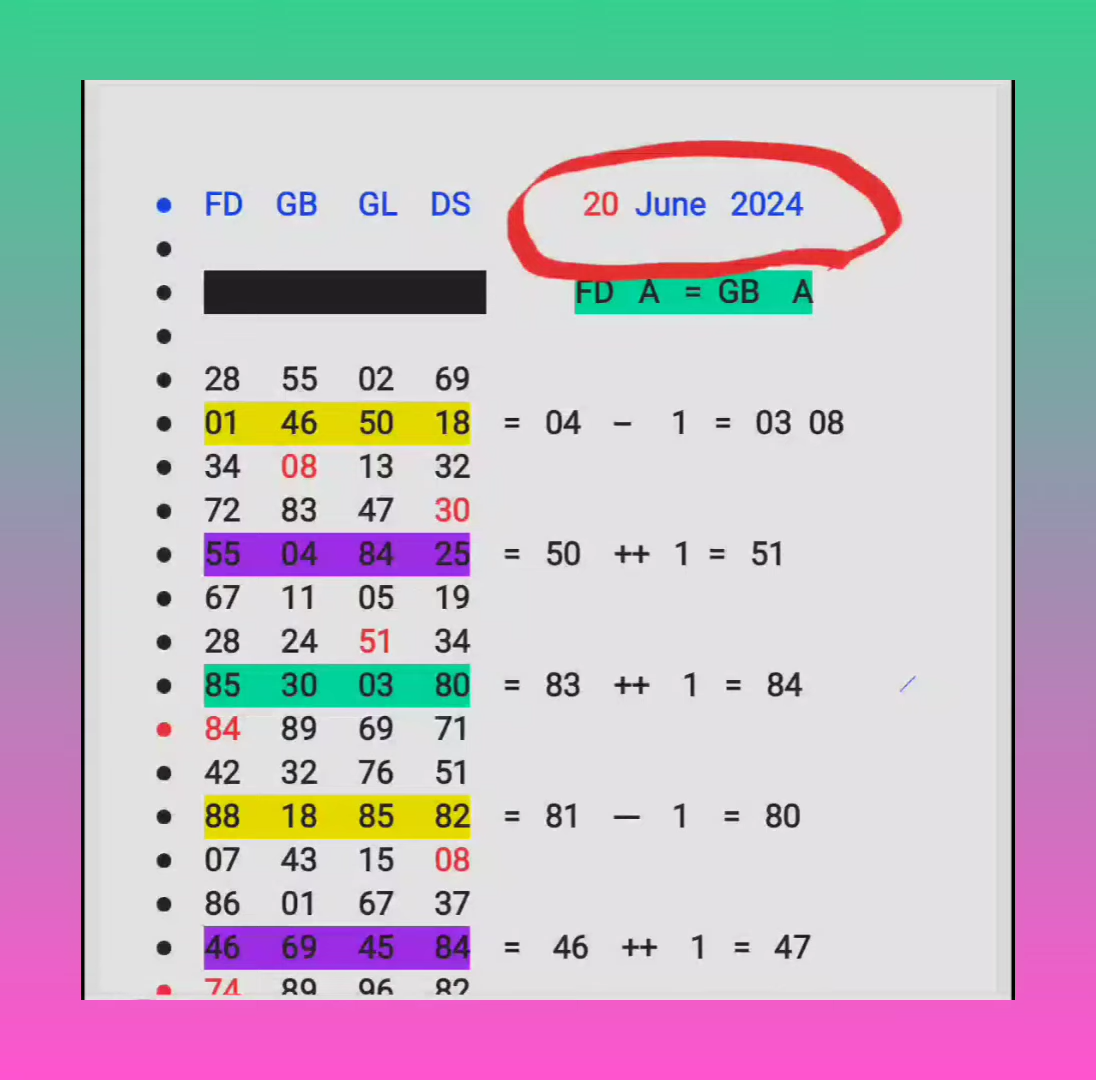 FD GB GL DS 20 June 2024
FD A = GB A
28 55 02 69
01 46 50 18 = 04 – 1 = 03 08
34 08 13 32
72 83 47 30
55 04 84 25 = 50 ++ 1 = 51
67 11 05 19
28 24 51 34
85 30 03 80 = 83 ++ 1 = 84
84 89 69 71
42 32 76 51
88 18 85 82 = 81 — 1 = 80
07 43 15 08
86 01 67 37
46 69 45 84 = 46 ++ 1 = 47
74 89 96 82